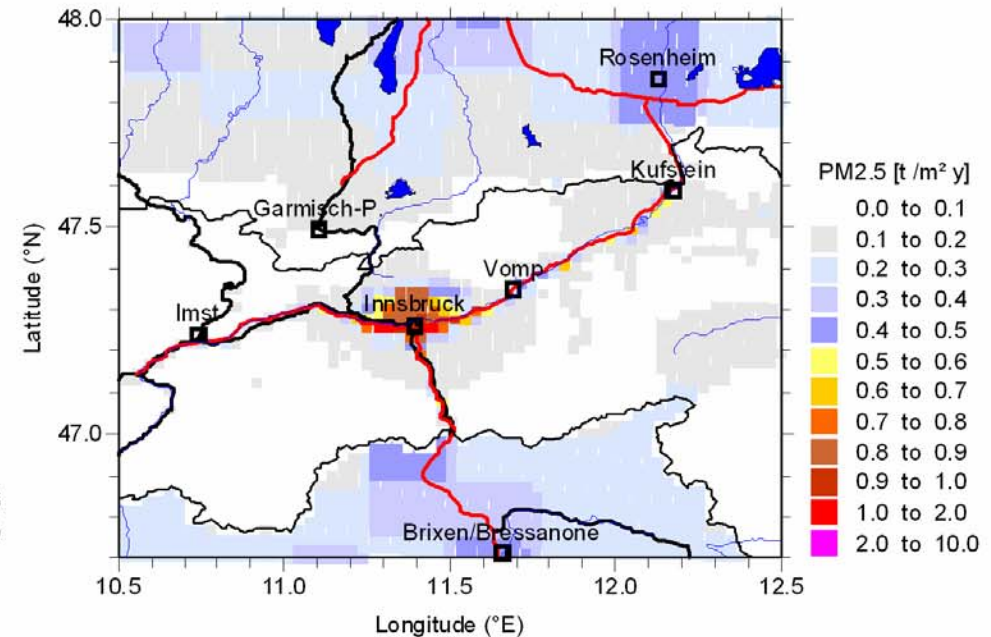 48.0
Rosenheim
Kufstein
PM2.5 [t /m² y]
0.0 to 0.1
0.1 to 0.2
0.2 to 0.3
0.3 to 0.4
0.4 to 0.5
0.5 to 0.6
0.6 to 0.7
0.7 to 0.8
0.8 to 0.9
0.9 to 1.0
1.0 to 2.0
2.0 to 10.0
Garmisch-P
47.5
Latitude (°N)
Vomp
Imst
Innsbruck
47.0
Brixen/Bressanone
10.5 11.0 11.5 12.0 12.5
Longitude (°E)